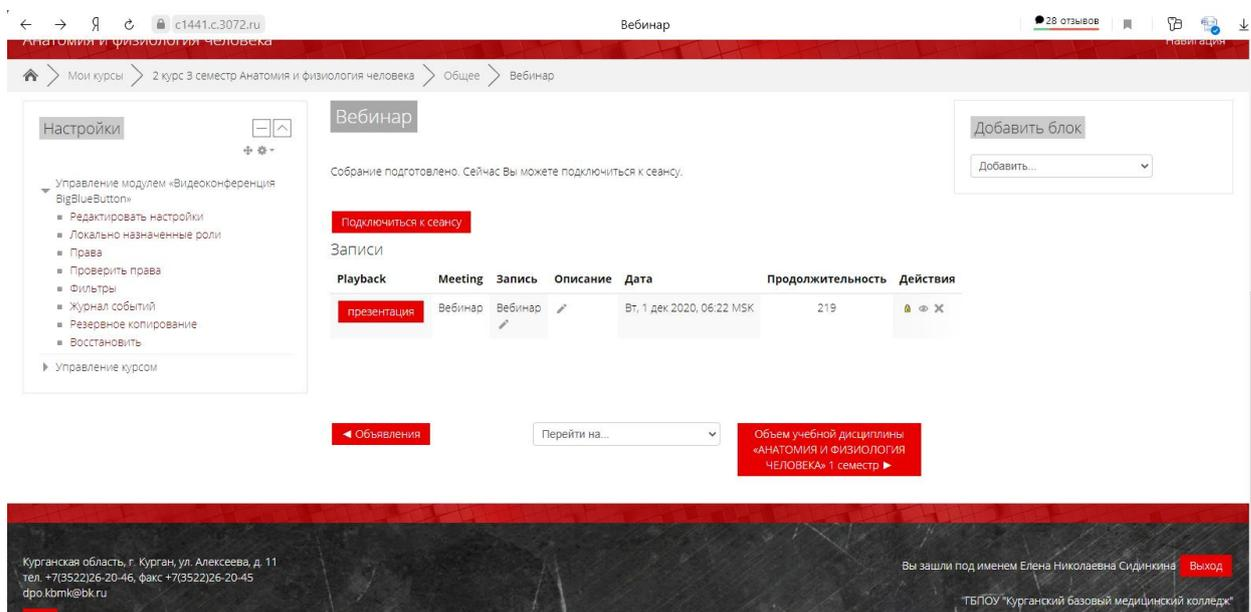 c1441.c.3072.ru
Вебинар
28 отзывов
Анатомия и физиология человека
Навигация
Мои курсы
2 курс 3 семестр Анатомия и физиология человека
Общее
Вебинар
Настройки
Управление модулем «Видеоконференция
BigBlueButton»
Редактировать настройки
Локально назначенные роли
Права
Проверить права
Фильтры
Журнал событий
Резервное копирование
Восстановить
Управление курсом
Вебинар
Собрание подготовлено. Сейчас Вы можете подключиться к сеансу.
Подключиться к сеансу
Записи
Playback Meeting Запись Описание Дата Продолжительность Действия
презентация Вебинар Вебинар Вт, 1 дек 2020, 06:22 MSK 219
◄ Объявления
Перейти на...
Объем учебной дисциплины
«АНАТОМИЯ И ФИЗИОЛОГИЯ
ЧЕЛОВЕКА» 1 семестр ►
Добавить блок
Добавить...
Курганская область, г. Курган, ул. Алексеева, д. 11
тел. +7(3522)26-20-46, факс +7(3522)26-20-45
dpo.kbmk@bk.ru
Вы зашли под именем Елена Николаевна Сидинкина Выход
"ГБПОУ "Курганский базовый медицинский колледж"